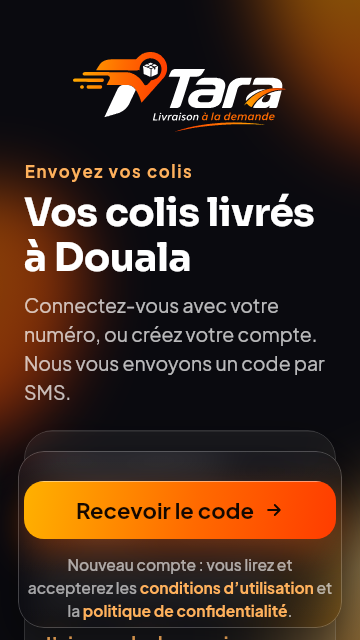 Tara
Livraison à la demande
Envoyez vos colis
Vos colis livrés
à Douala
Connectez-vous avec votre
numéro, ou créez votre compte.
Nous vous envoyons un code par
SMS.
Recevoir le code →
Nouveau compte : vous lirez et
accepterez les conditions d’utilisation et
la politique de confidentialité.